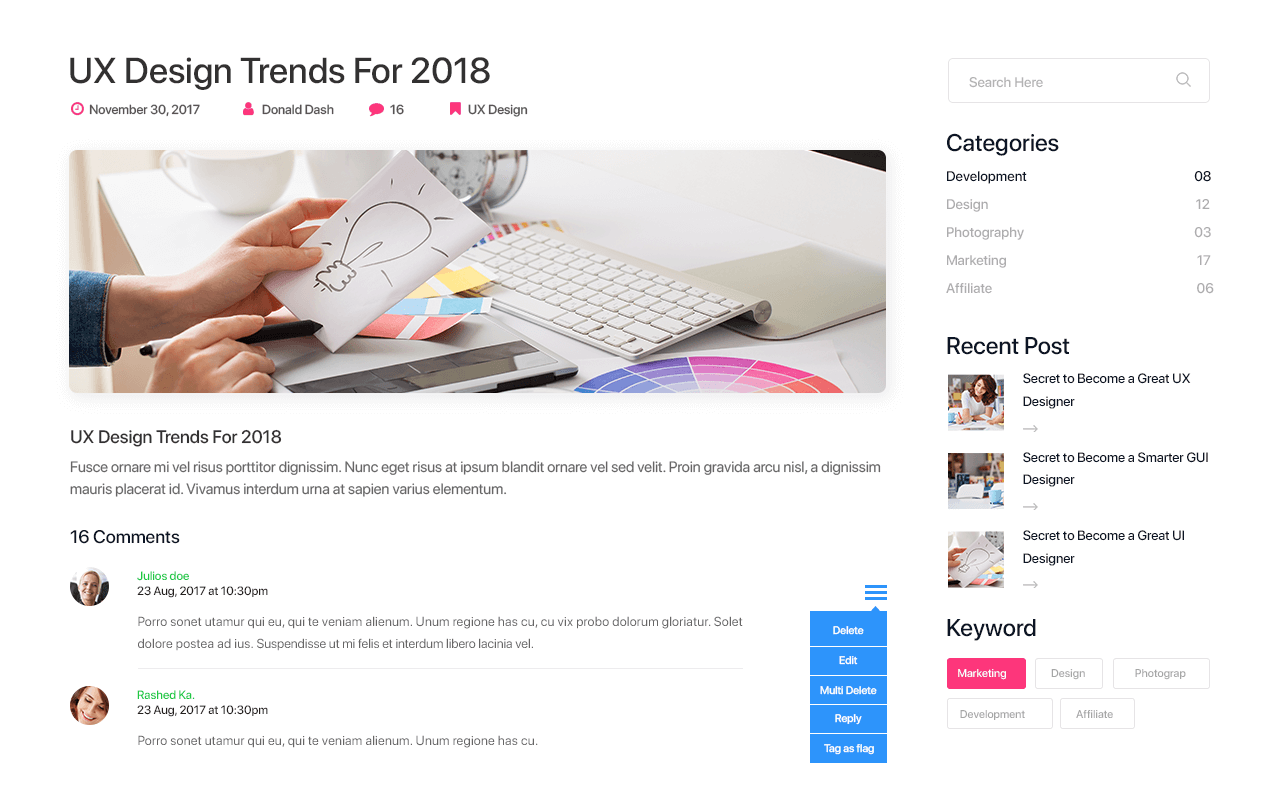 UX Design Trends For 2018
November 30, 2017 Donald Dash 16 UX Design
UX Design Trends For 2018
Fusce ornare mi vel risus porttitor dignissim. Nunc eget risus at ipsum blandit ornare vel sed velit. Proin gravida arcu nisl, a dignissim
mauris placerat id. Vivamus interdum urna at sapien varius elementum.
16 Comments
Julios doe
23 Aug, 2017 at 10:30pm
Porro sonet utamur qui eu, qui te veniam alienum. Unum regione has cu, cu vix probo dolorum gloriatur. Solet
dolore postea ad ius. Suspendisse ut mi felis et interdum libero lacinia vel.
Delete
Edit
Multi Delete
Reply
Tag as flag
Rashed Ka.
23 Aug, 2017 at 10:30pm
Porro sonet utamur qui eu, qui te veniam alienum. Unum regione has cu.
Search Here
Categories
Development 08
Design 12
Photography 03
Marketing 17
Affiliate 06
Recent Post
Secret to Become a Great UX
Designer
Secret to Become a Smarter GUI
Designer
Secret to Become a Great UI
Designer
Keyword
Marketing Design Photograp
Development Affiliate